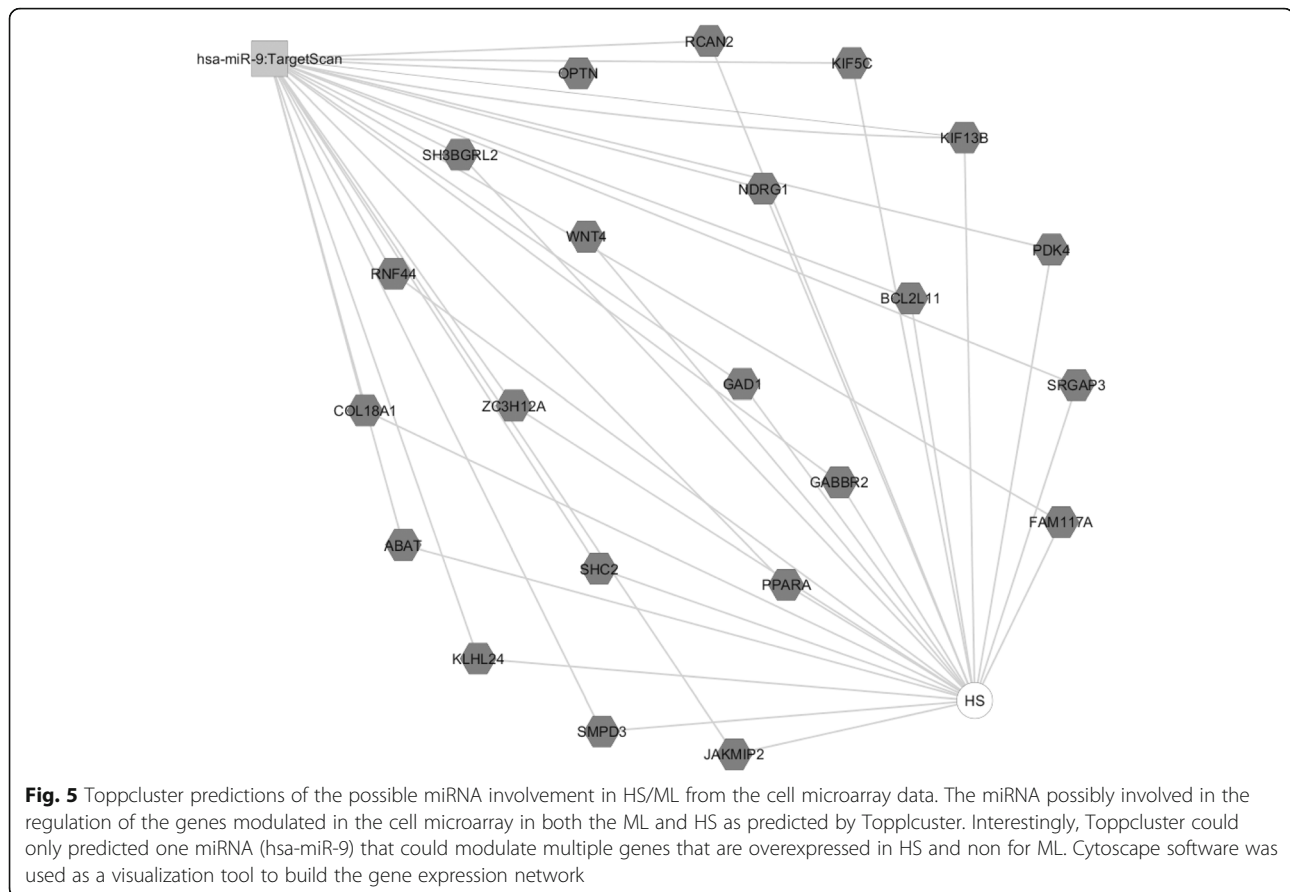 RCAN2
hsa-miR-9:TargetScan
KIF5C
OPTN
KIF13B
SH3BGRL2
NDRG1
WNT4
PDK4
RNF44
BCL2L11
GAD1
SRGAP3
COL18A1
ZC3H12A
GABBR2
FAM117A
ABAT
SHC2
PPARA
KLHL24
HS
SMPD3
JAKMIP2
Fig. 5 Toppcluster predictions of the possible miRNA involvement in HS/ML from the cell microarray data. The miRNA possibly involved in the
regulation of the genes modulated in the cell microarray in both the ML and HS as predicted by Topplcuster. Interestingly, Toppcluster could
only predicted one miRNA (hsa-miR-9) that could modulate multiple genes that are overexpressed in HS and non for ML. Cytoscape software was
used as a visualization tool to build the gene expression network